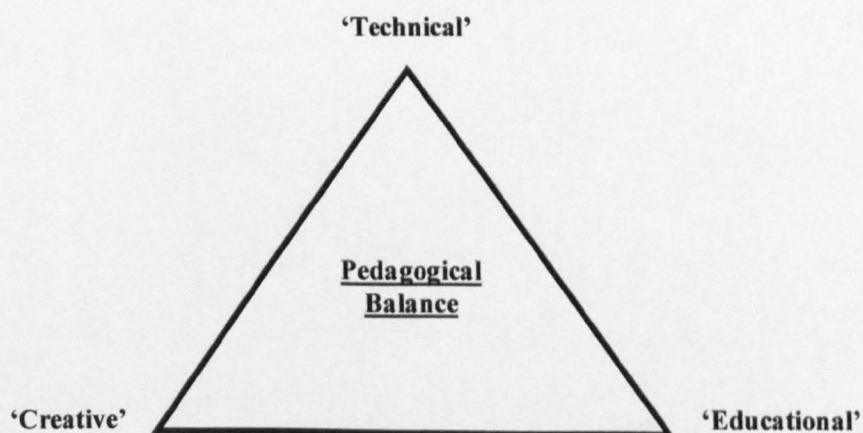 ‘Technical’
Pedagogical
Balance
‘Creative’
‘Educational’